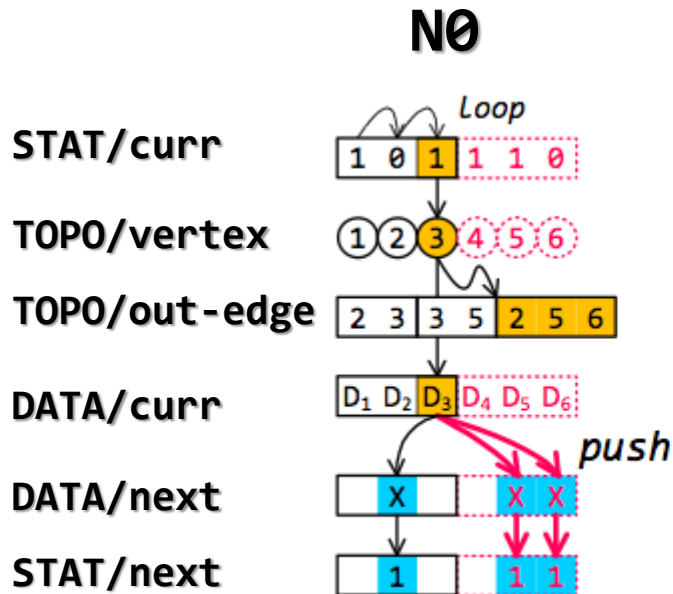 N0
Loop
STAT/curr 1 0 1 1 1 0
TOPO/vertex 1 2 3 4 5 6
TOPO/out-edge 2 3 3 5 2 5 6
DATA/curr D₁ D₂ D₃ D₄ D₅ D₆
push
DATA/next X X X
STAT/next 1 1 1